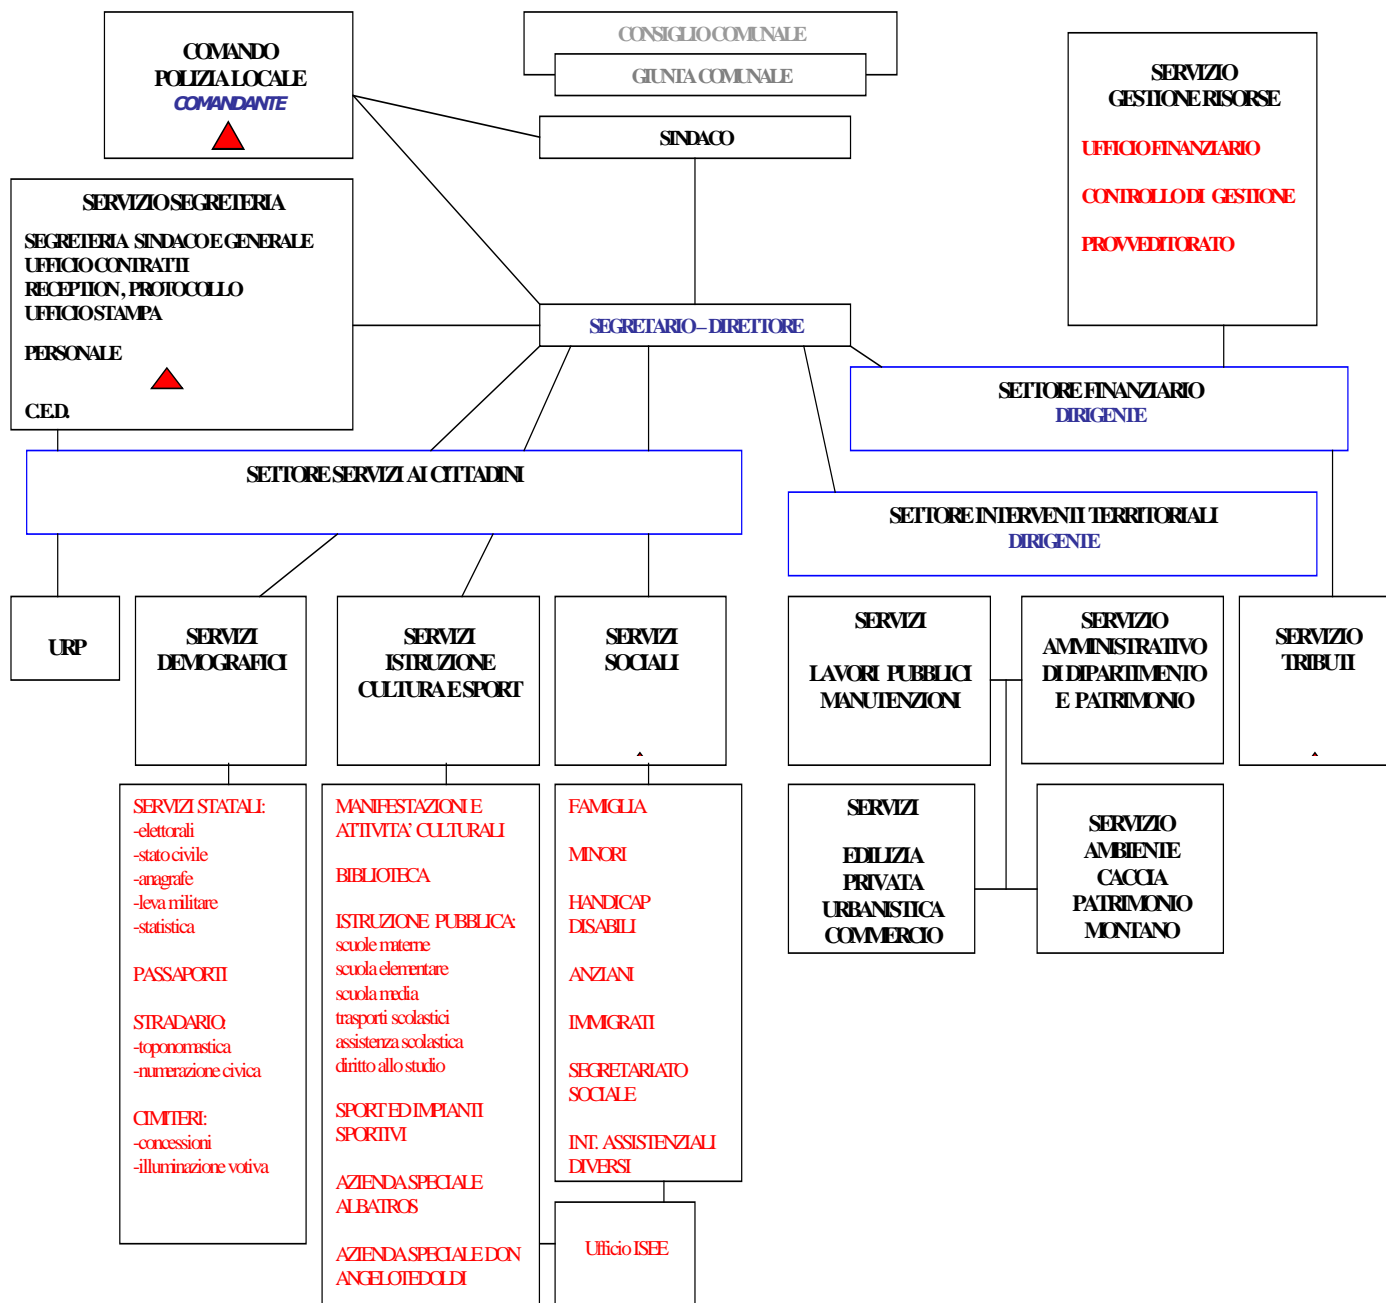 COMANDO
POLIZIA LOCALE
COMANDANTE
CONSIGLIO COMUNALE
GIUNTA COMUNALE
SINDACO
SERVIZIO
GESTIONE RISORSE
UFFICIO FINANZIARIO
CONTROLLO DI GESTIONE
PROVVEDITORATO
SERVIZIO SEGRETERIA
SEGRETERIA SINDACO E GENERALE
UFFICIO CONTRATTI
RECEPTION, PROTOCOLLO
UFFICIO STAMPA
PERSONALE
C.E.D.
SEGRETARIO – DIRETTORE
SETTORE FINANZIARIO
DIRIGENTE
SETTORE SERVIZI AI CITTADINI
SETTORE INTERVENTI TERRITORIALI
DIRIGENTE
URP
SERVIZI
DEMOGRAFICI
SERVIZI
ISTRUZIONE
CULTURA E SPORT
SERVIZI
SOCIALI
SERVIZI
LAVORI PUBBLICI
MANUTENZIONI
SERVIZIO
AMMINISTRATIVO
DI DIPARTIMENTO
E PATRIMONIO
SERVIZIO
TRIBUTI
SERVIZI STATALI:
-elettorali
-stato civile
-anagrafe
-leva militare
-statistica
PASSAPORTI
STRADARIO:
-toponomastica
-numerazione civica
CIMITERI:
-concessioni
-illuminazione votiva
MANIFESTAZIONI E
ATTIVITA' CULTURALI
BIBLIOTECA
ISTRUZIONE PUBBLICA:
scuole materne
scuola elementare
scuola media
trasporti scolastici
assistenza scolastica
diritto allo studio
SPORT ED IMPIANTI
SPORTIVI
AZIENDA SPECIALE
ALBATROS
AZIENDA SPECIALE DON
ANGELO TEDOLDI
FAMIGLIA
MINORI
HANDICAP
DISABILI
ANZIANI
IMMIGRATI
SEGRETARIATO
SOCIALE
INT. ASSISTENZIALI
DIVERSI
Ufficio ISEE
SERVIZI
EDILIZIA
PRIVATA
URBANISTICA
COMMERCIO
SERVIZIO
AMBIENTE
CACCIA
PATRIMONIO
MONTANO